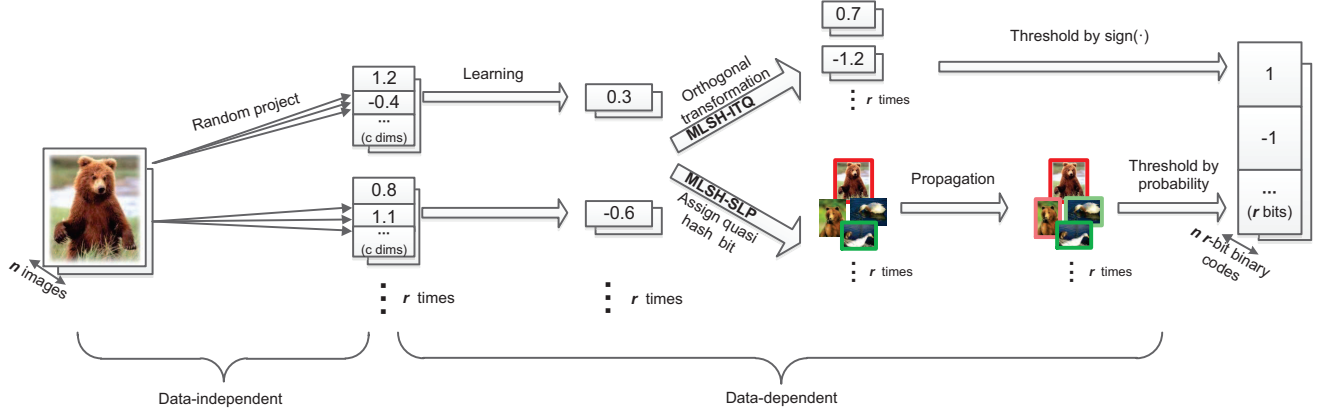 n images
Random project
1.2
-0.4
...
(c dims)
0.8
1.1
...
(c dims)
r times
Learning
0.3
-0.6
r times
Orthogonal
transformation
MLSH-ITQ
MLSH-SLP
Assign quasi
hash bit
0.7
-1.2
r times
Threshold by sign(·)
Propagation
r times
r times
Threshold by
probability
1
-1
...
(r bits)
n r-bit binary
codes
Data-independent
Data-dependent